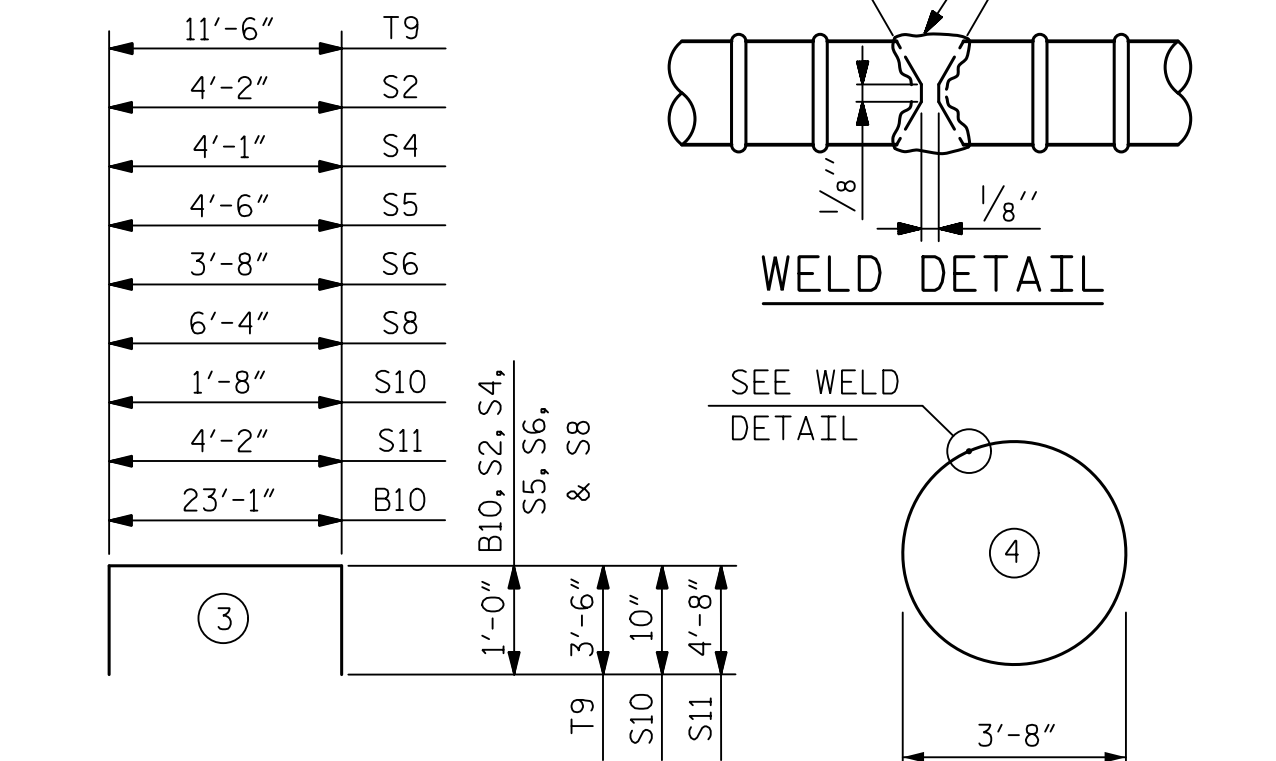 11'-6" T9
4'-2" S2
4'-1" S4
4'-6" S5
3'-8" S6
6'-4" S8
1'-8" S10
4'-2" S11
23'-1" B10
3
B10, S2, S4,
S5, S6,
& S8
1'-0"
3'-6"
10"
4'-8"
T9
S10
S11
1/8"
1/8"
WELD DETAIL
SEE WELD
DETAIL
4
3'-8"